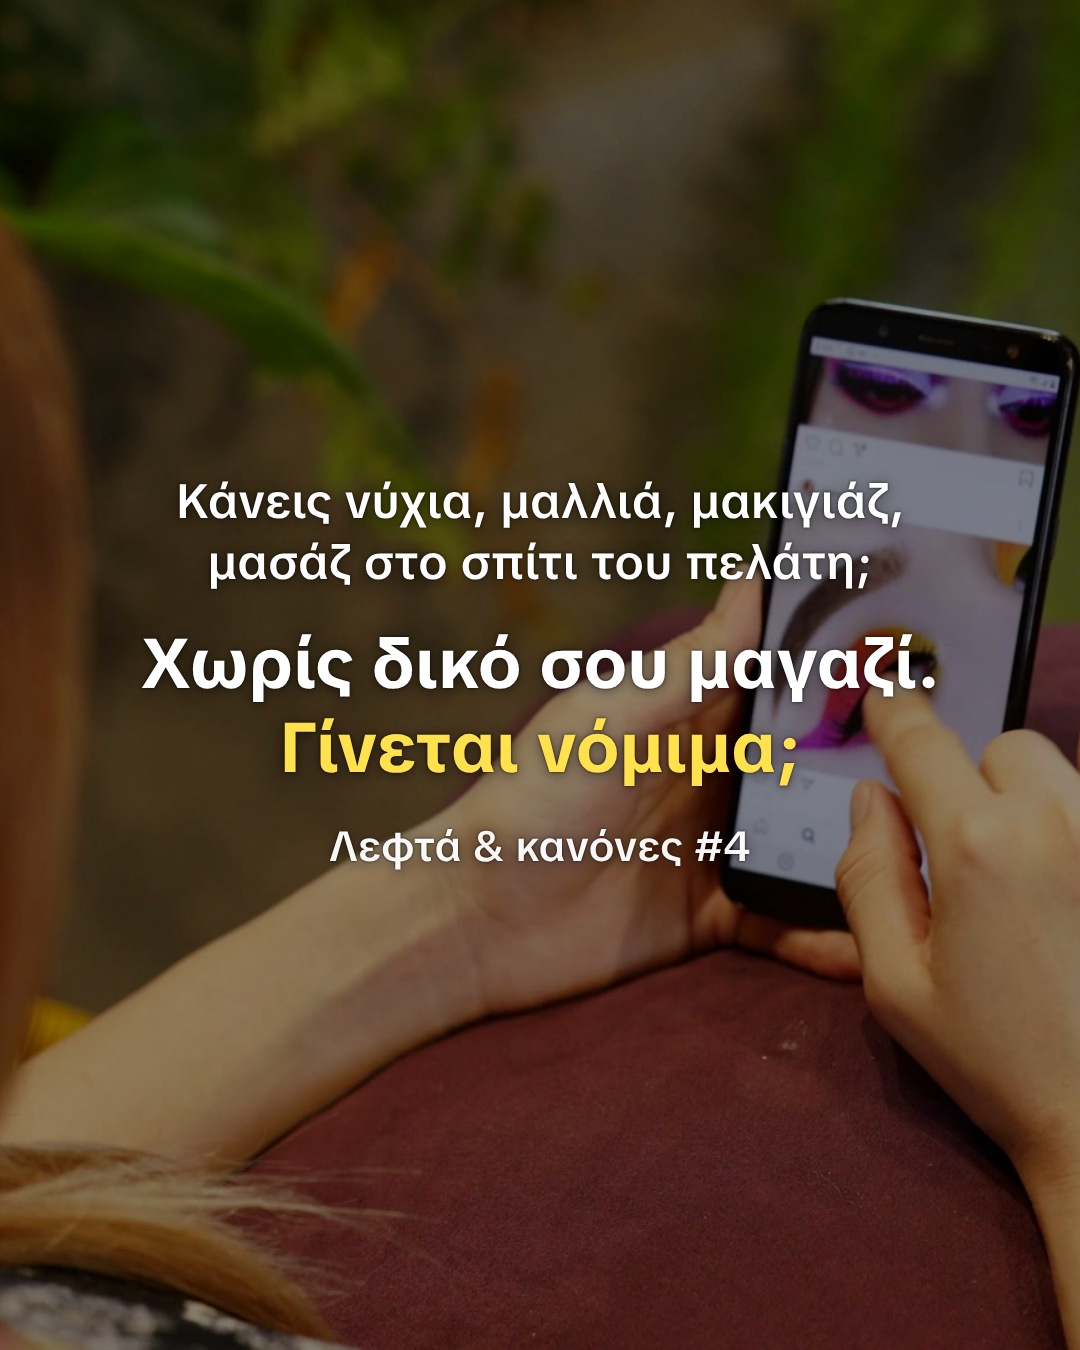 Κάνεις νύχια, μαλλιά, μακιγιάζ,
μασάζ στο σπίτι του πελάτη;
Χωρίς δικό σου μαγαζί.
Γίνεται νόμιμα;
Λεφτά & κανόνες #4